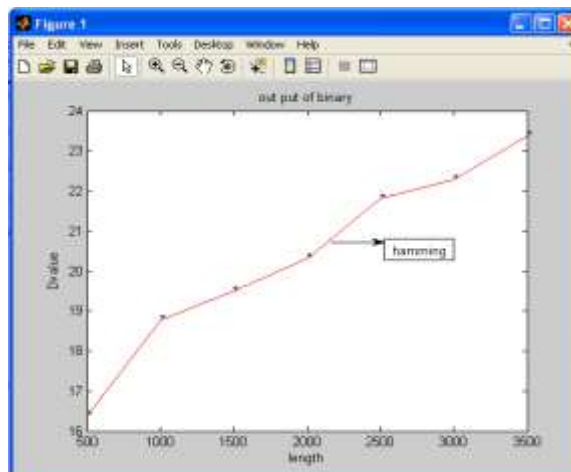 Figure 1
File Edit View Insert Tools Desktop Window Help
out put of binary
24
23
22
21
20
19
18
17
16
Dvalue
hamming
500 1000 1500 2000 2500 3000 3500
length